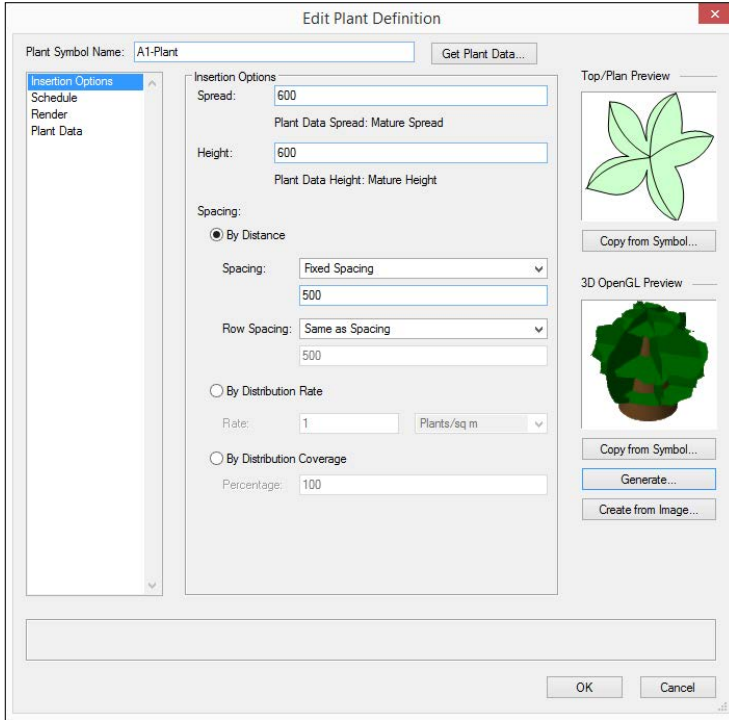 Edit Plant Definition
Plant Symbol Name: A1-Plant Get Plant Data...
Insertion Options
Schedule
Render
Plant Data
Insertion Options
Spread: 600
Plant Data Spread: Mature Spread
Height: 600
Plant Data Height: Mature Height
Spacing:
By Distance
Spacing: Fixed Spacing
500
Row Spacing: Same as Spacing
500
By Distribution Rate
Rate: 1 Plants/sq m
By Distribution Coverage
Percentage: 100
Top/Plan Preview
Copy from Symbol...
3D OpenGL Preview
Copy from Symbol...
Generate...
Create from Image...
OK Cancel